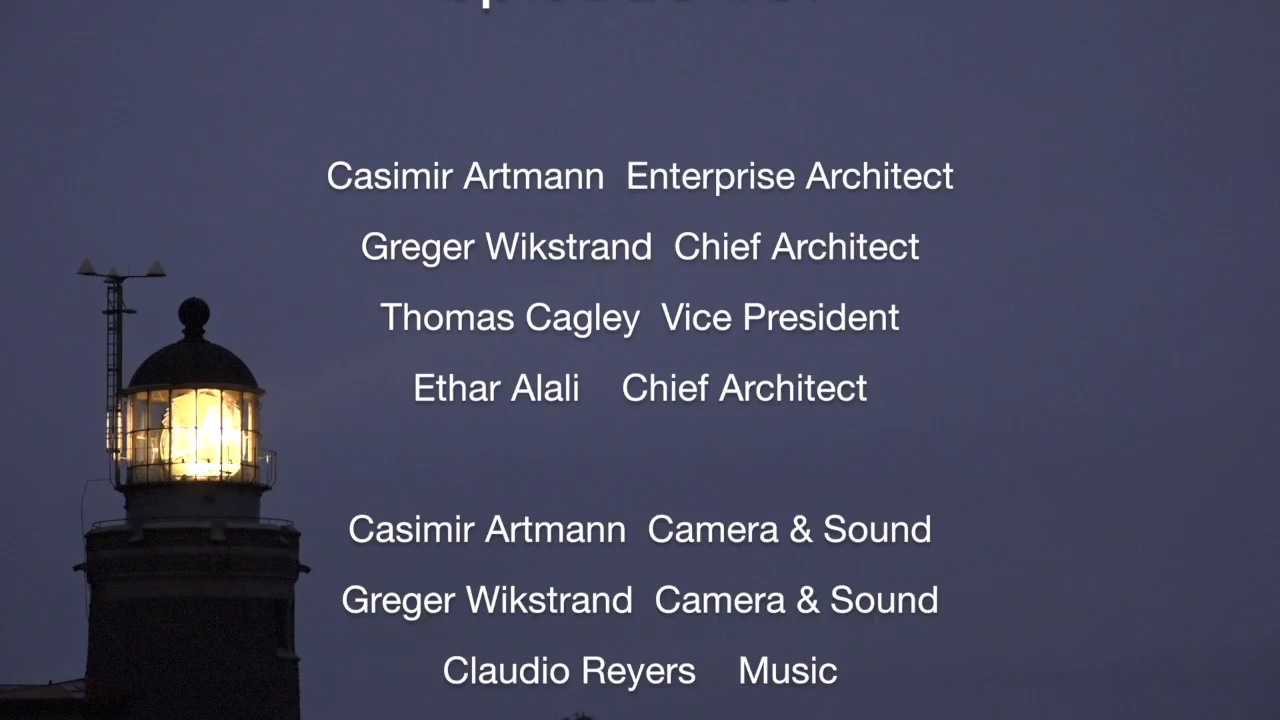 Casimir Artmann Enterprise Architect
Greger Wikstrand Chief Architect
Thomas Cagley Vice President
Ethar Alali Chief Architect
Casimir Artmann Camera & Sound
Greger Wikstrand Camera & Sound
Claudio Reyers Music